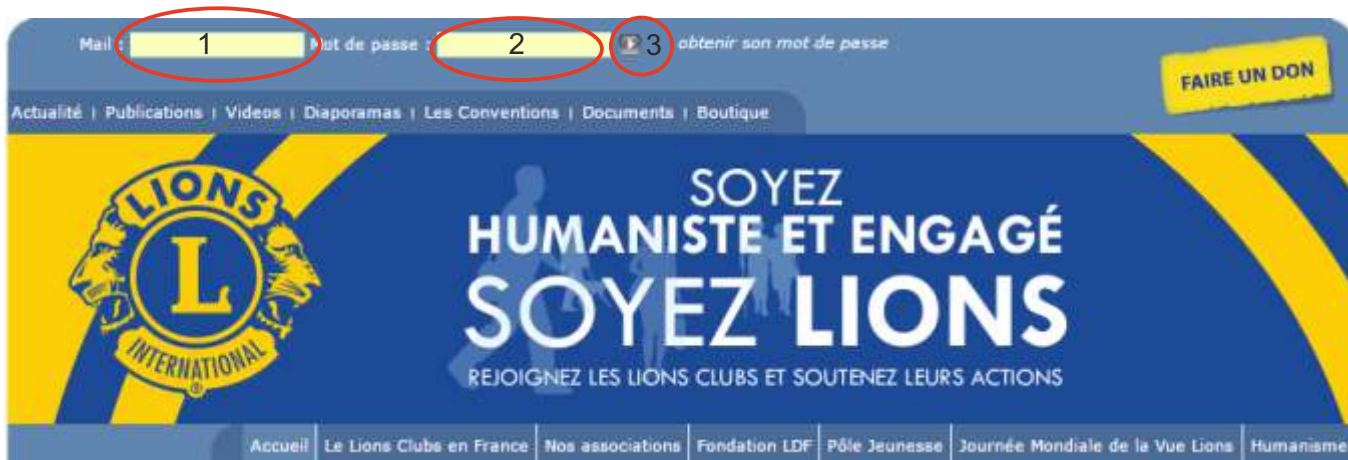 Mail : 1 Mot de passe : 2 3 obtenir son mot de passe
FAIRE UN DON
Actualité | Publications | Videos | Diaporamas | Les Conventions | Documents | Boutique
LIONS
L
INTERNATIONAL
®
SOYEZ
HUMANISTE ET ENGAGÉ
SOYEZ LIONS
REJOIGNEZ LES LIONS CLUBS ET SOUTENEZ LEURS ACTIONS
Accueil | Le Lions Clubs en France | Nos associations | Fondation LDF | Pôle Jeunesse | Journée Mondiale de la Vue Lions | Humanisme